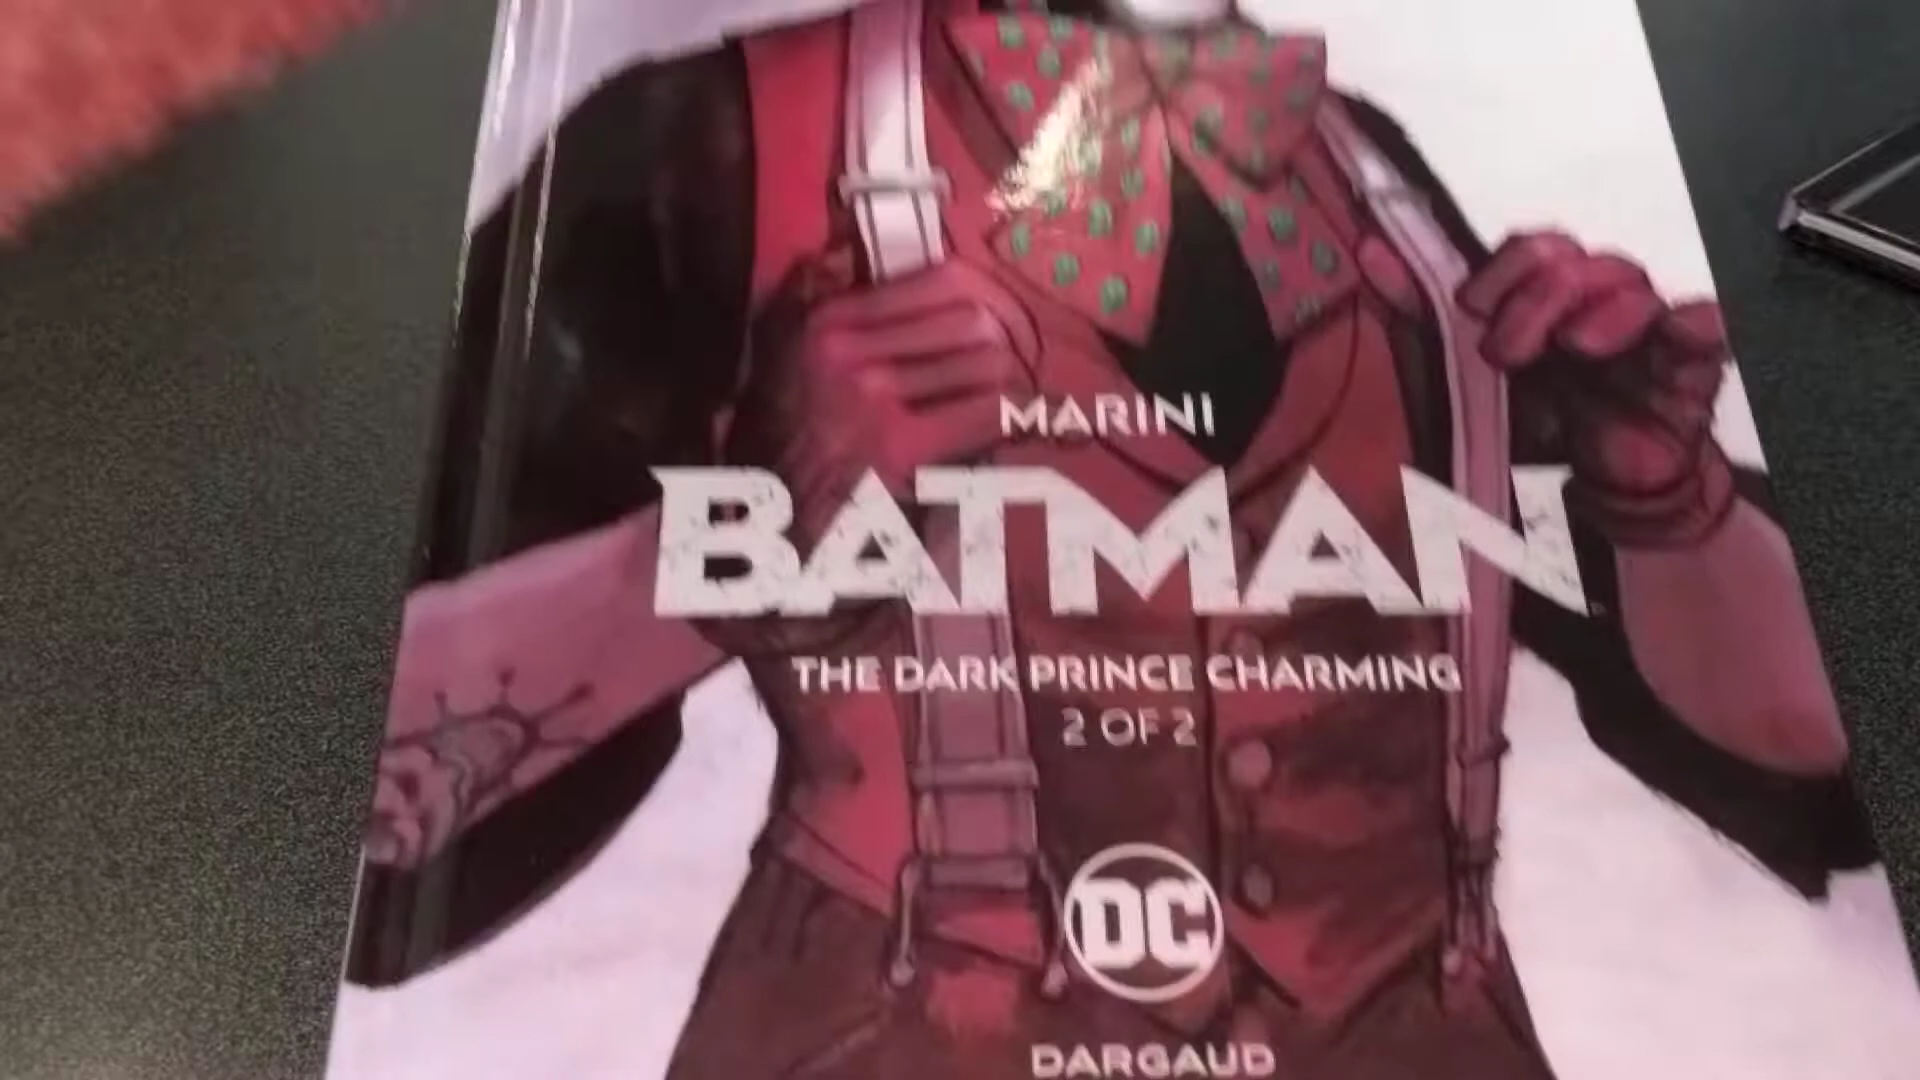 MARINI
BATMAN
THE DARK PRINCE CHARMING
2 OF 2
DC
DARGAUD